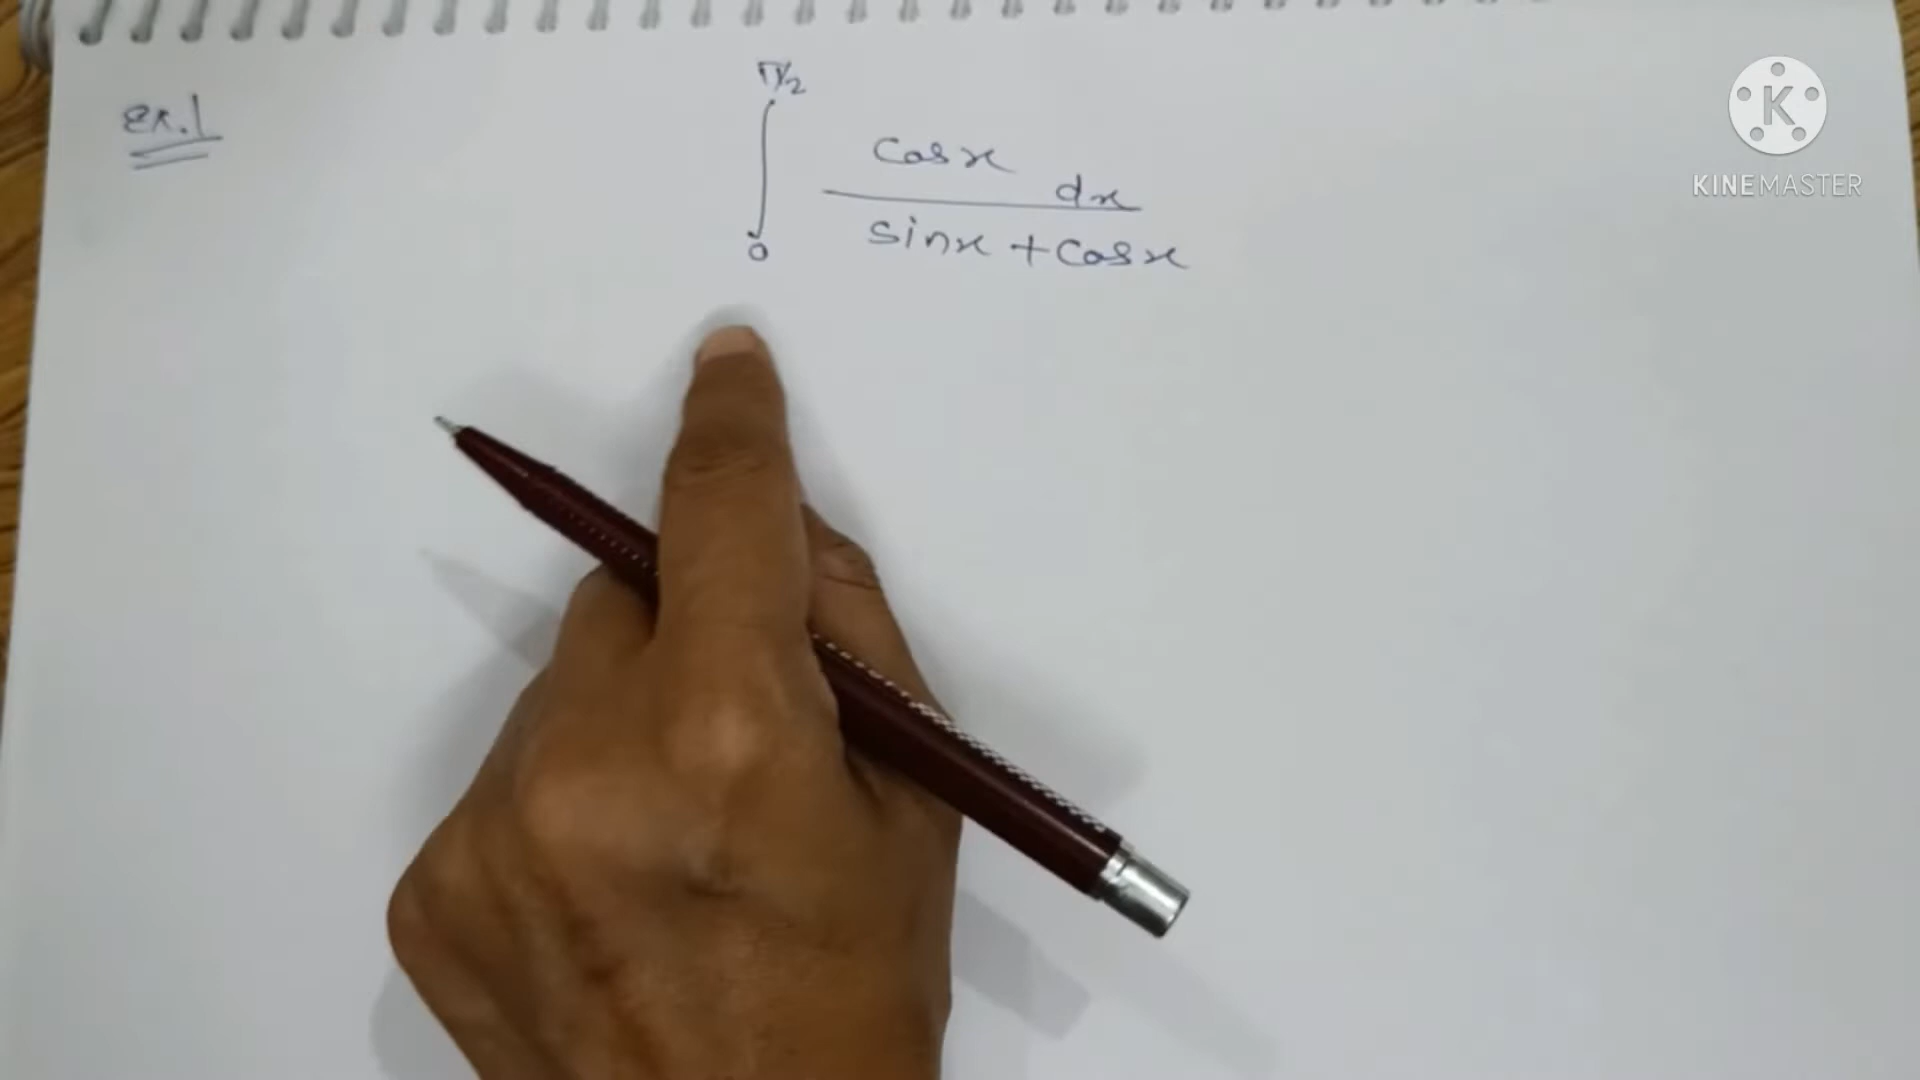 ex.1
π/2
∫ cosx dx
0 sinx + cosx
K
KINEMASTER